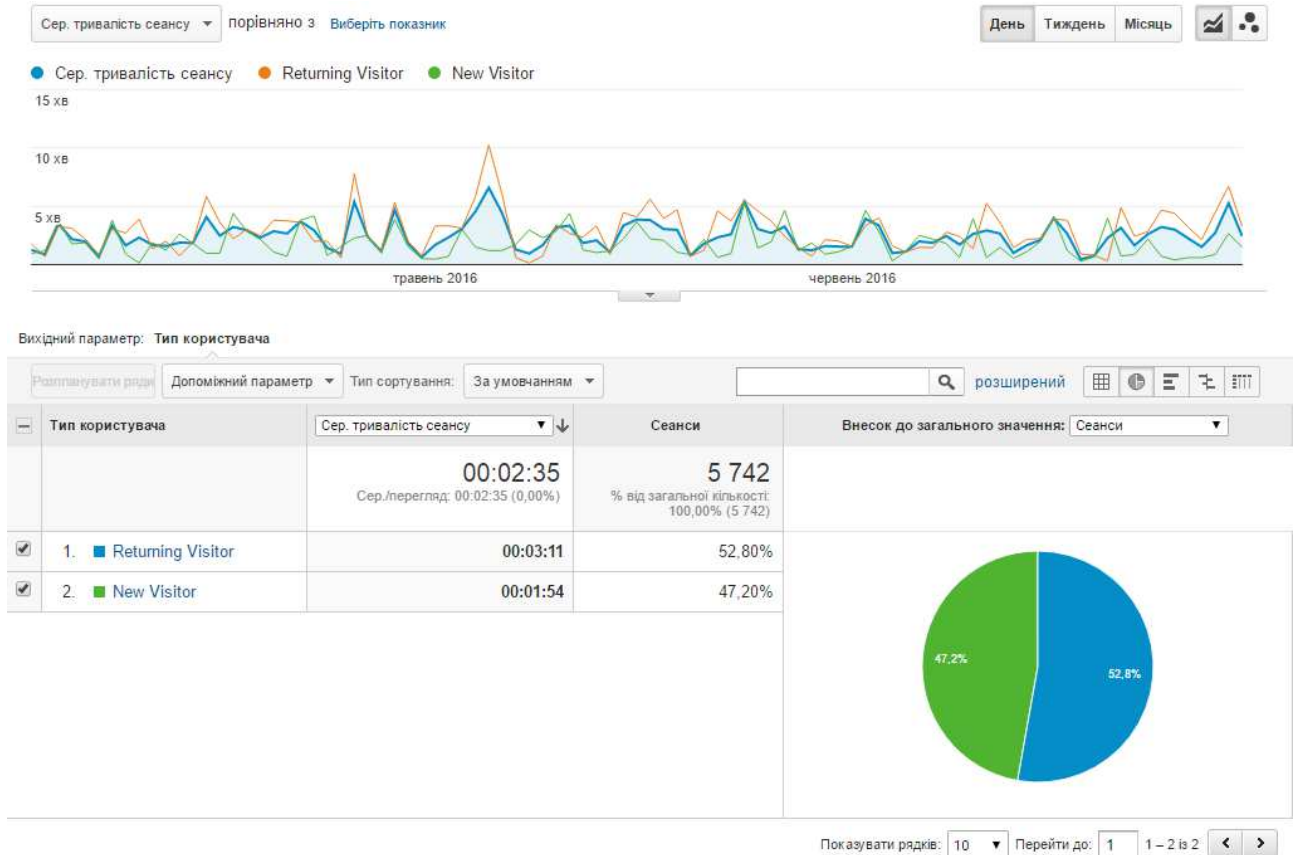 Сер. тривалість сеансу порівняно з Виберіть показник День Тиждень Місяць
Сер. тривалість сеансу Returning Visitor New Visitor
15 хв
10 хв
5 хв
травень 2016 червень 2016
Вихідний параметр: Тип користувача
Розпланувати ряди Допоміжний параметр Тип сортування: За умовчанням розширений
Тип користувача Сер. тривалість сеансу Сеанси Внесок до загального значення: Сеанси
00:02:35 5 742
Сер./перегляд: 00:02:35 (0,00%) % від загальної кількості:
100,00% (5 742)
1. Returning Visitor 00:03:11 52,80%
2. New Visitor 00:01:54 47,20%
47,2%
52,8%
Показувати рядків: 10 Перейти до: 1 1 – 2 із 2